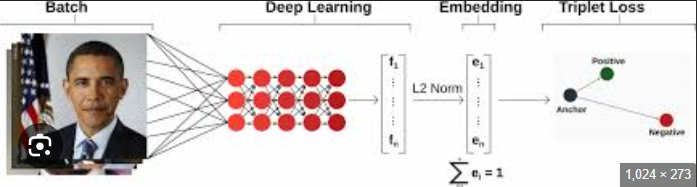 Batch
Deep Learning
Embedding
Triplet Loss
f₁
fₙ
L2 Norm
e₁
eₙ
∑ eᵢ = 1
Positive
Anchor
Negative
1,024 × 273